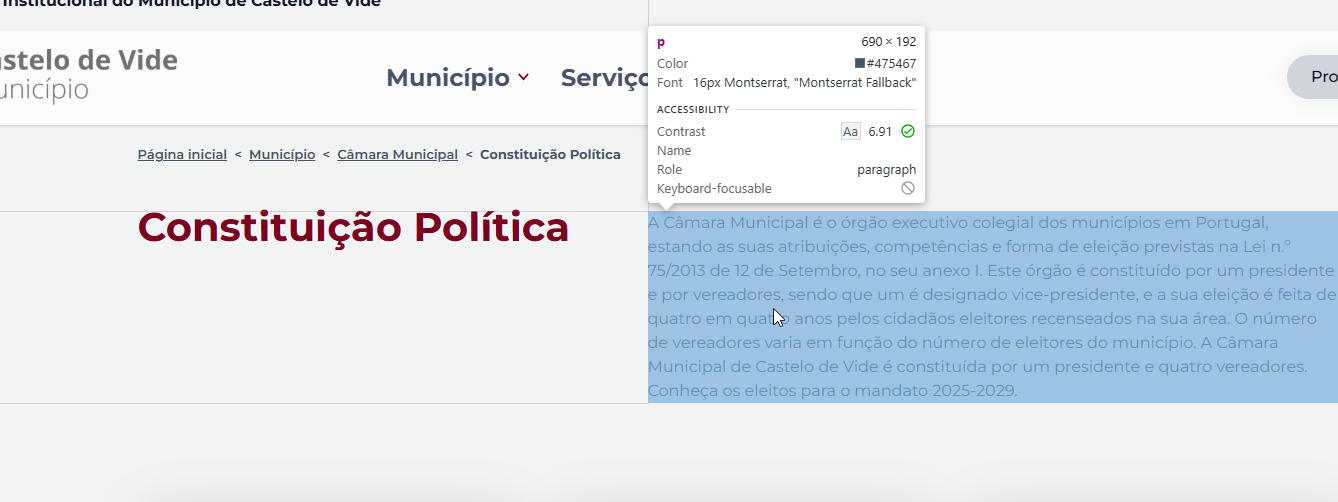 Institucional do Município de Castelo de Vide
p 690 × 192
Color #475467
Font 16px Montserrat, "Montserrat Fallback"
ACCESSIBILITY
Contrast Aa 6.91
Name
Role paragraph
Keyboard-focusable
stelo de Vide
unicípio
Município Serviço
Pro
Página inicial < Município < Câmara Municipal < Constituição Política
Constituição Política
A Câmara Municipal é o órgão executivo colegial dos municípios em Portugal,
estando as suas atribuições, competências e forma de eleição previstas na Lei n.º
75/2013 de 12 de Setembro, no seu anexo I. Este órgão é constituído por um presidente
e por vereadores, sendo que um é designado vice-presidente, e a sua eleição é feita de
quatro em quatro anos pelos cidadãos eleitores recenseados na sua área. O número
de vereadores varia em função do número de eleitores do município. A Câmara
Municipal de Castelo de Vide é constituída por um presidente e quatro vereadores.
Conheça os eleitos para o mandato 2025-2029.